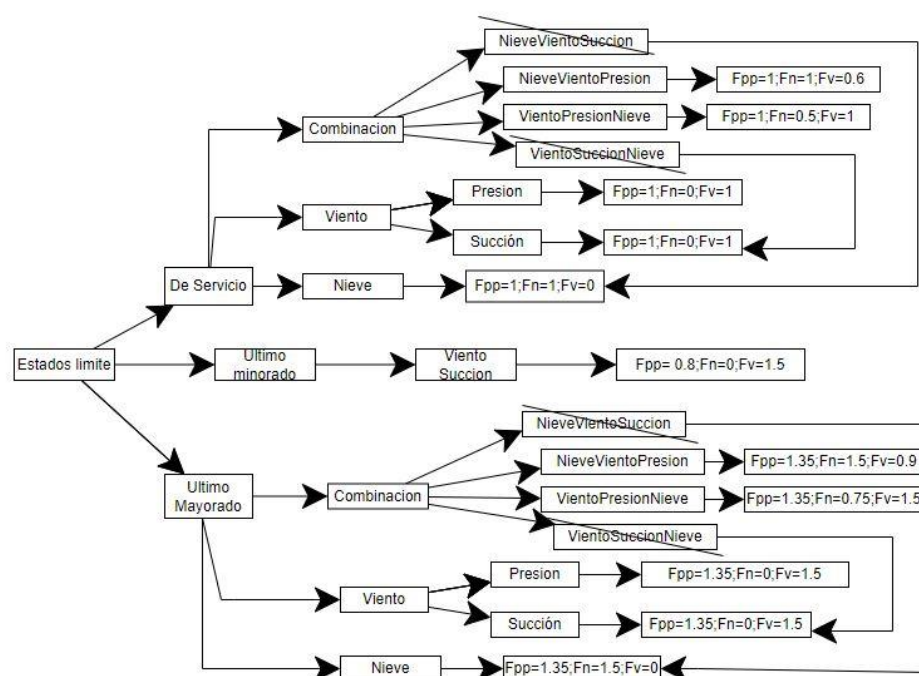 NieveVientoSuccion
NieveVientoPresion
Fpp=1;Fn=1;Fv=0.6
Combinacion
VientoPresionNieve
Fpp=1;Fn=0.5;Fv=1
VientoSuccionNieve
Presion
Fpp=1;Fn=0;Fv=1
Viento
Succión
Fpp=1;Fn=0;Fv=1
De Servicio
Nieve
Fpp=1;Fn=1;Fv=0
Estados limite
Ultimo
minorado
Viento
Succion
Fpp= 0.8;Fn=0;Fv=1.5
NieveVientoSuccion
NieveVientoPresion
Fpp=1.35;Fn=1.5;Fv=0.9
Ultimo
Mayorado
Combinacion
VientoPresionNieve
Fpp=1.35;Fn=0.75;Fv=1.5
VientoSuccionNieve
Presion
Fpp=1.35;Fn=0;Fv=1.5
Viento
Succión
Fpp=1.35;Fn=0;Fv=1.5
Nieve
Fpp=1.35;Fn=1.5;Fv=0